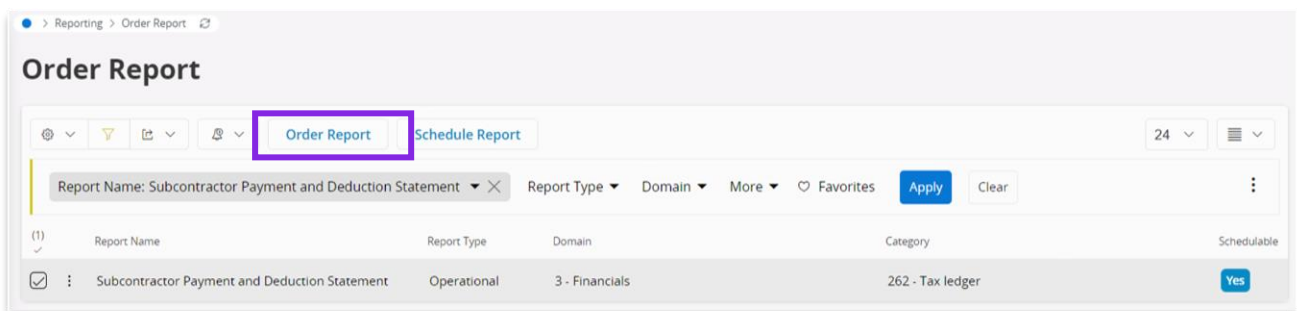 > Reporting > Order Report
Order Report
Order Report Schedule Report 24
Report Name: Subcontractor Payment and Deduction Statement Report Type Domain More Favorites Apply Clear
(1) Report Name Report Type Domain Category Schedulable
Subcontractor Payment and Deduction Statement Operational 3 - Financials 262 - Tax ledger Yes